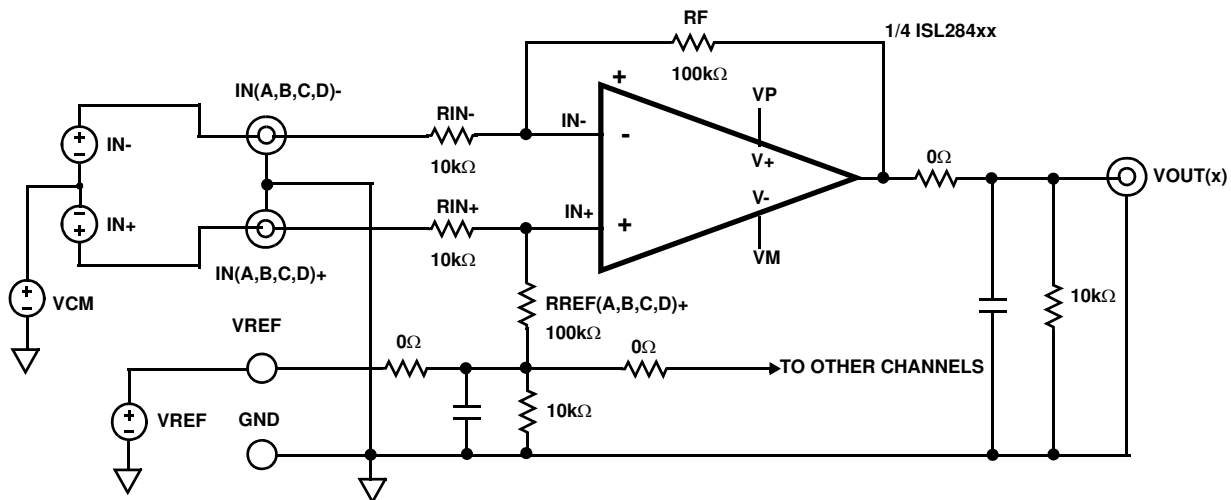 RF
1/4 ISL284xx
100kΩ
+
IN(A,B,C,D)-
VP
RIN-
IN-
-
+
-
IN-
10kΩ
V+
0Ω
VOUT(x)
RIN+
IN+
+
V-
+
-
IN+
10kΩ
VM
IN(A,B,C,D)+
+
-
VCM
RREF(A,B,C,D)+
100kΩ
10kΩ
VREF
0Ω
0Ω
TO OTHER CHANNELS
+
-
VREF
GND
10kΩ